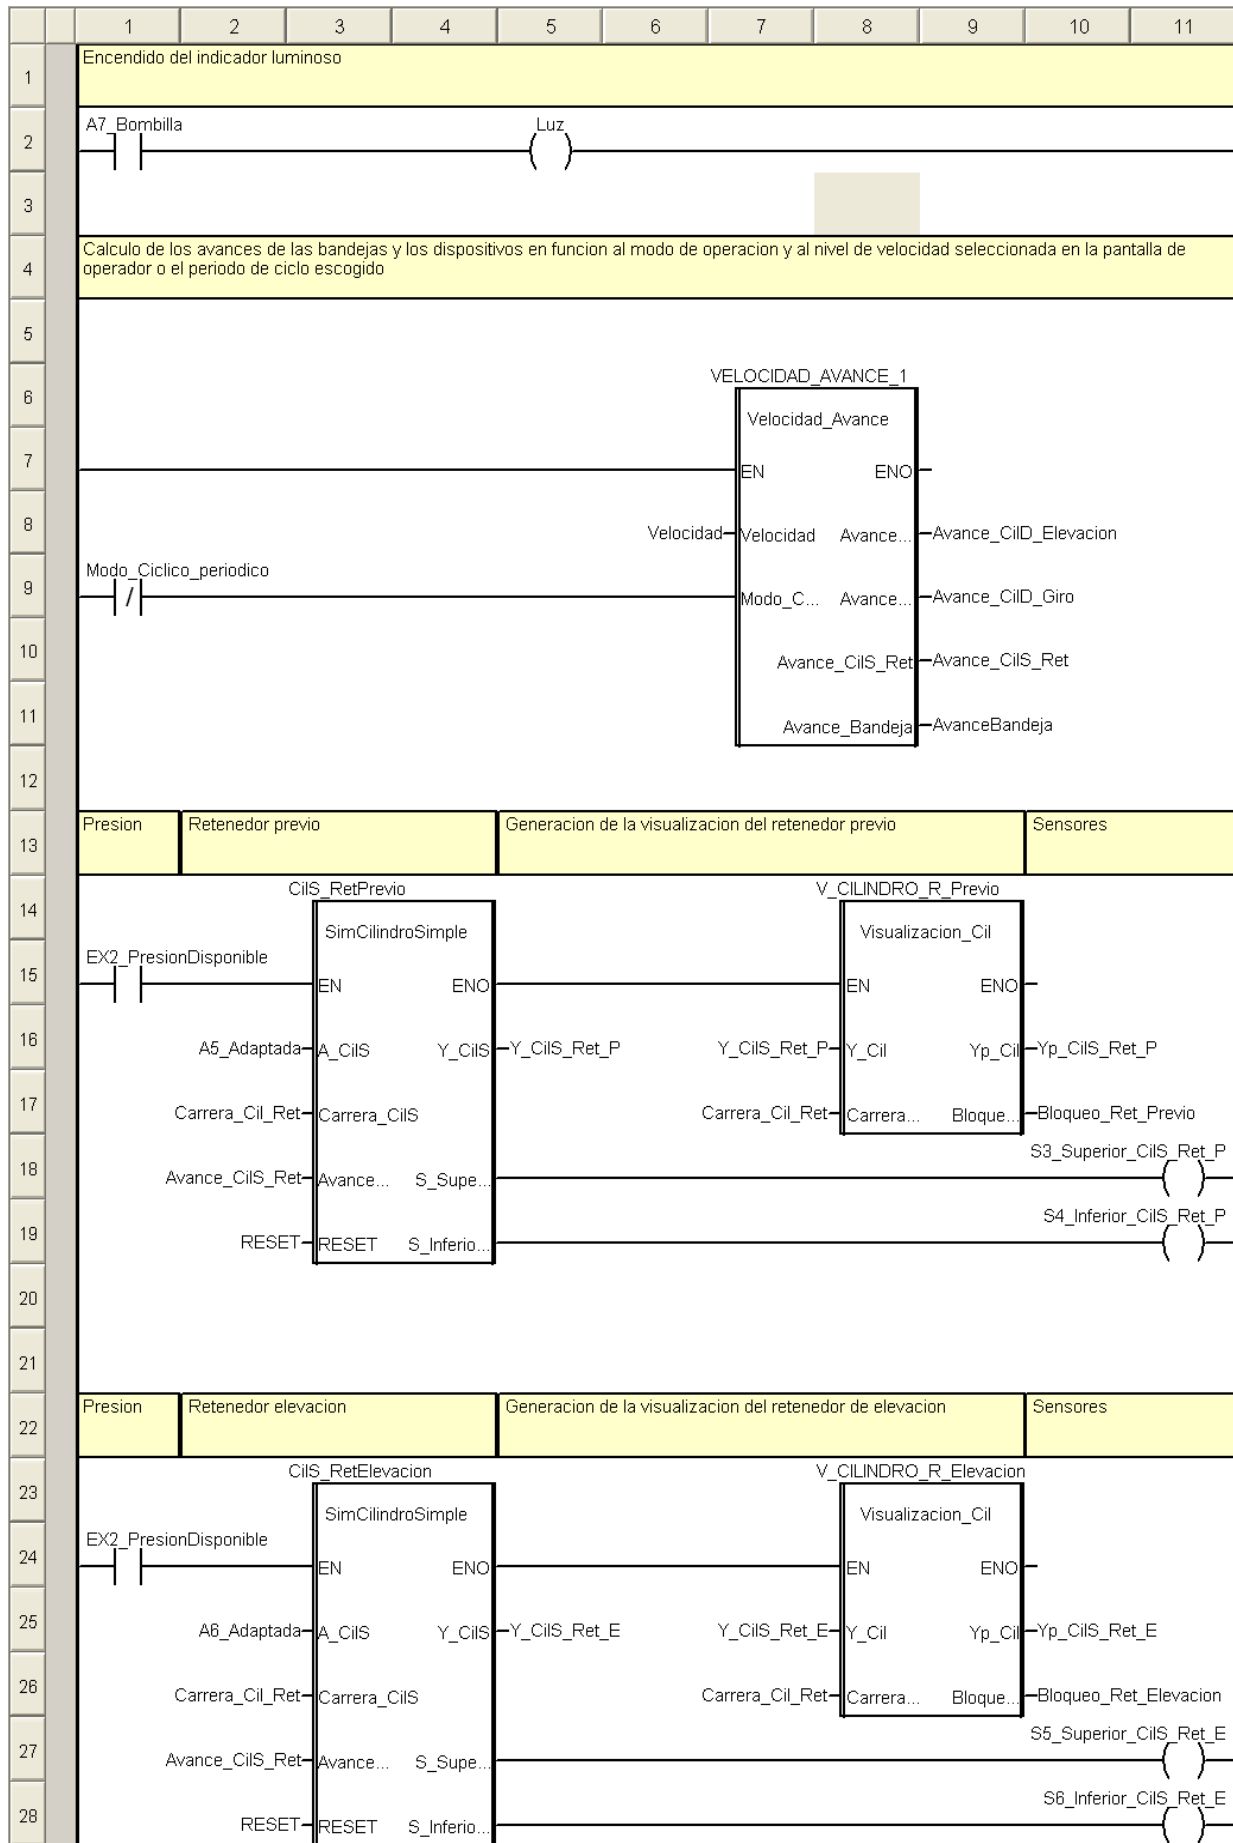 1 2 3 4 5 6 7 8 9 10 11
1
Encendido del indicador luminoso
2
A7_Bombilla
Luz
3
4
Calculo de los avances de las bandejas y los dispositivos en funcion al modo de operacion y al nivel de velocidad seleccionada en la pantalla de
operador o el periodo de ciclo escogido
5
6
VELOCIDAD_AVANCE_1
Velocidad_Avance
7
EN ENO
8
Velocidad Velocidad Avance... Avance_CilD_Elevacion
9
Modo_Ciclico_periodico
/
Modo_C... Avance... Avance_CilD_Giro
10
Avance_CilS_Ret Avance_CilS_Ret
11
Avance_Bandeja AvanceBandeja
12
13
Presion Retenedor previo Generacion de la visualizacion del retenedor previo Sensores
14
CilS_RetPrevio V_CILINDRO_R_Previo
SimCilindroSimple Visualizacion_Cil
15
EX2_PresionDisponible
EN ENO EN ENO
16
A5_Adaptada A_CilS Y_CilS Y_CilS_Ret_P Y_CilS_Ret_P Y_Cil Yp_Cil Yp_CilS_Ret_P
17
Carrera_Cil_Ret Carrera_CilS Carrera_Cil_Ret Carrera... Bloque... Bloqueo_Ret_Previo
18
S3_Superior_CilS_Ret_P
Avance_CilS_Ret Avance... S_Supe...
19
S4_Inferior_CilS_Ret_P
RESET RESET S_Inferio...
20
21
22
Presion Retenedor elevacion Generacion de la visualizacion del retenedor de elevacion Sensores
23
CilS_RetElevacion V_CILINDRO_R_Elevacion
SimCilindroSimple Visualizacion_Cil
24
EX2_PresionDisponible
EN ENO EN ENO
25
A6_Adaptada A_CilS Y_CilS Y_CilS_Ret_E Y_CilS_Ret_E Y_Cil Yp_Cil Yp_CilS_Ret_E
26
Carrera_Cil_Ret Carrera_CilS Carrera_Cil_Ret Carrera... Bloque... Bloqueo_Ret_Elevacion
27
S5_Superior_CilS_Ret_E
Avance_CilS_Ret Avance... S_Supe...
28
S6_Inferior_CilS_Ret_E
RESET RESET S_Inferio...